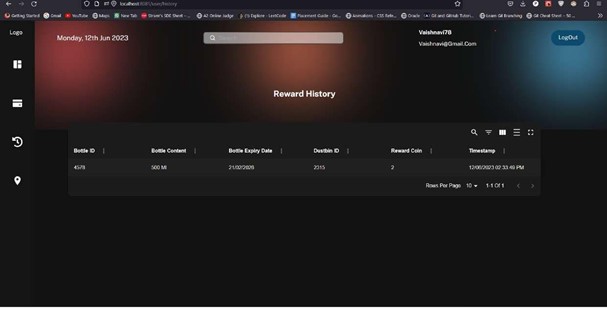 localhost:3001/user/history
Getting Started Gmail YouTube Maps New Tab Striver's SDE Sheet - ... A2 Online Judge Explore - LeetCode Placement Guide - Go... Animations - CSS Refe... Oracle Git and GitHub Tutorial... Learn Git Branching Git Cheat Sheet – 50...
Logo
Monday, 12th Jun 2023
Search
Vaishnavi78
Vaishnavi@Gmail.Com
LogOut
Reward History
Bottle ID Bottle Content Bottle Expiry Date Dustbin ID Reward Coin Timestamp
4578 500 Ml 21/02/2026 2315 2 12/06/2023 02:33:49 PM
Rows Per Page 10 1-1 Of 1